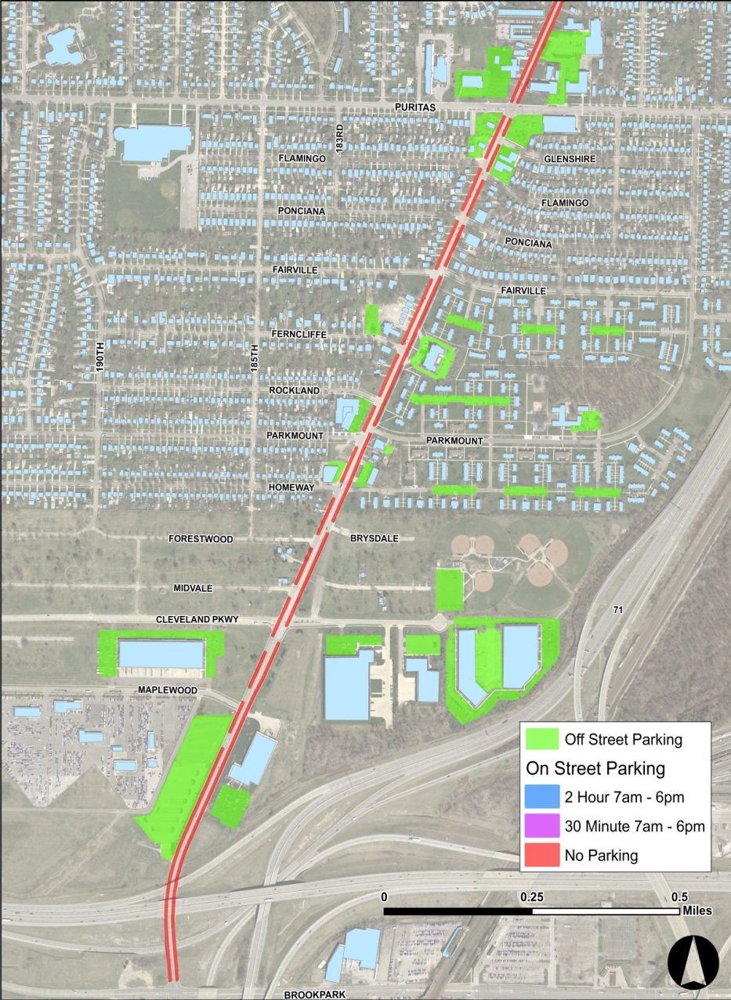 PURITAS
183RD
FLAMINGO
GLENSHIRE
FLAMINGO
PONCIANA
PONCIANA
FAIRVILLE
FAIRVILLE
FERNCLIFFE
190TH
185TH
ROCKLAND
PARKMOUNT
PARKMOUNT
HOMEWAY
FORESTWOOD
BRYSDALE
MIDVALE
71
CLEVELAND PKWY
MAPLEWOOD
Off Street Parking
On Street Parking
2 Hour 7am - 6pm
30 Minute 7am - 6pm
No Parking
0 0.25 0.5
Miles
BROOKPARK